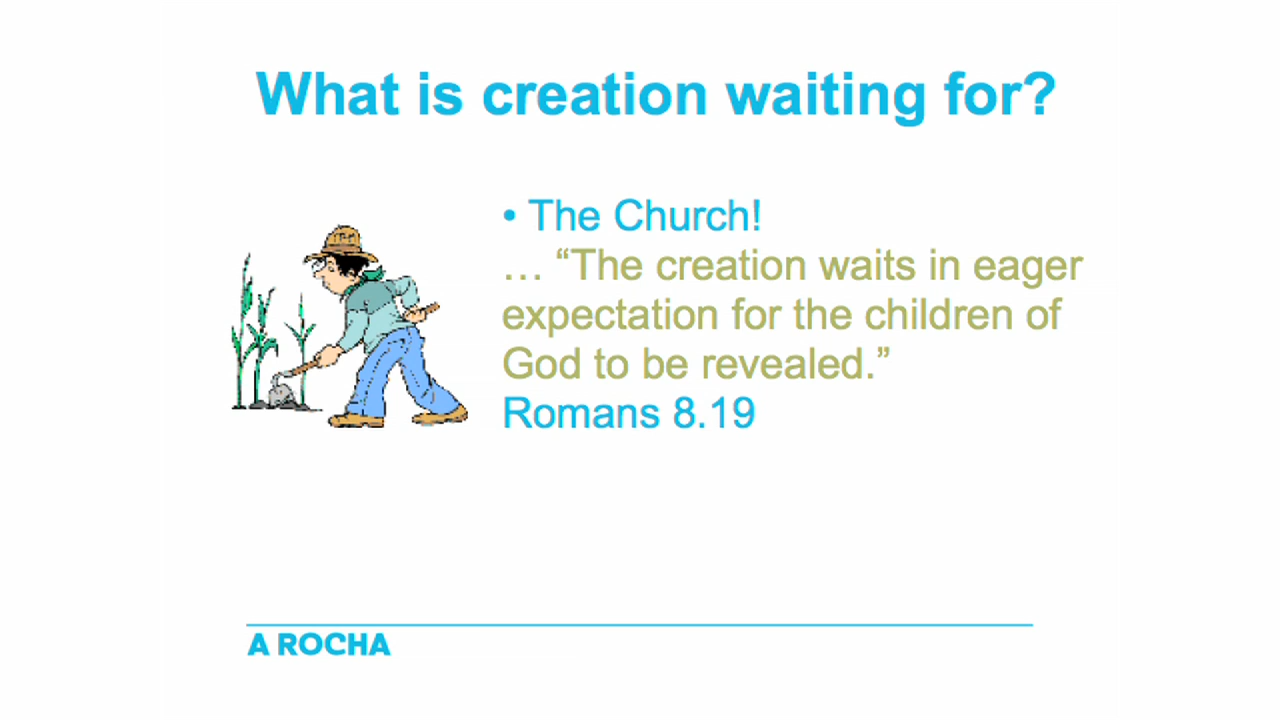 What is creation waiting for?
• The Church!
… “The creation waits in eager
expectation for the children of
God to be revealed.”
Romans 8.19
A ROCHA